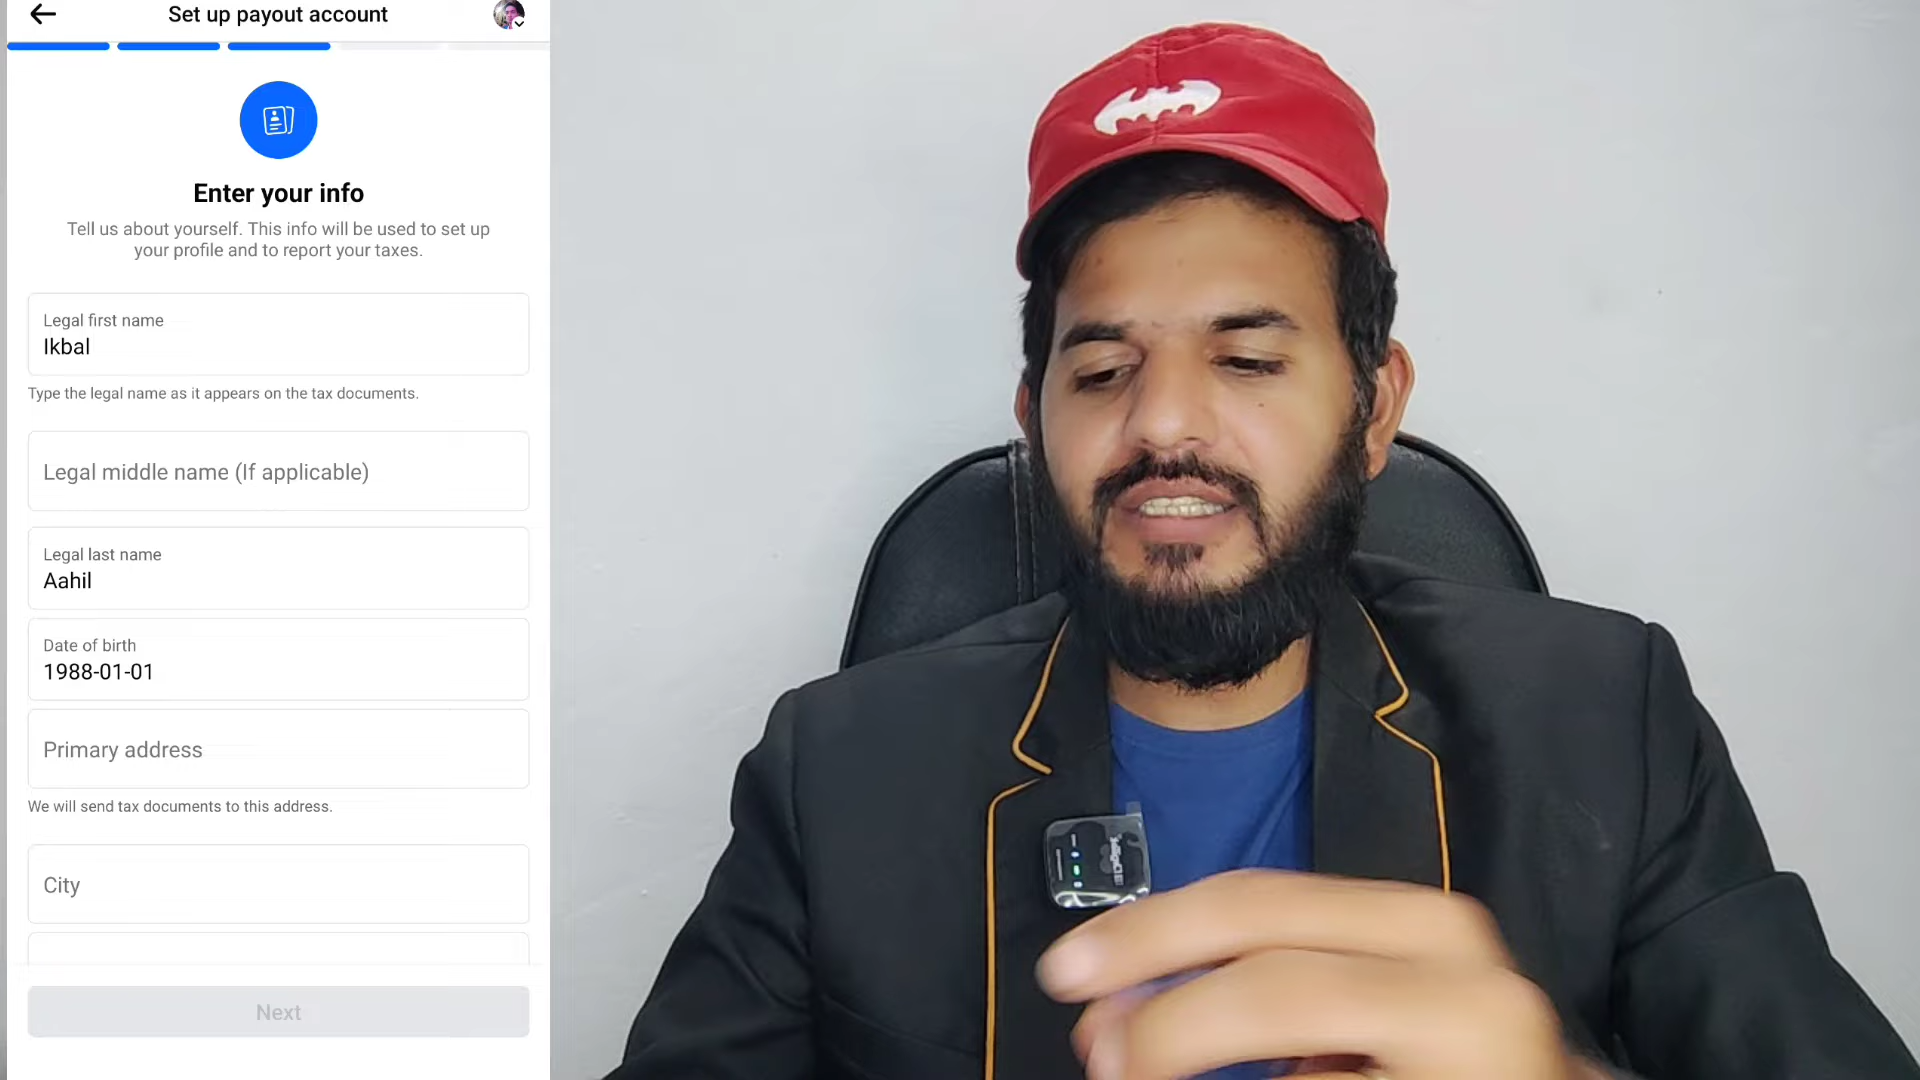 Set up payout account
Enter your info
Tell us about yourself. This info will be used to set up
your profile and to report your taxes.
Legal first name
Ikbal
Type the legal name as it appears on the tax documents.
Legal middle name (If applicable)
Legal last name
Aahil
Date of birth
1988-01-01
Primary address
We will send tax documents to this address.
City
Next